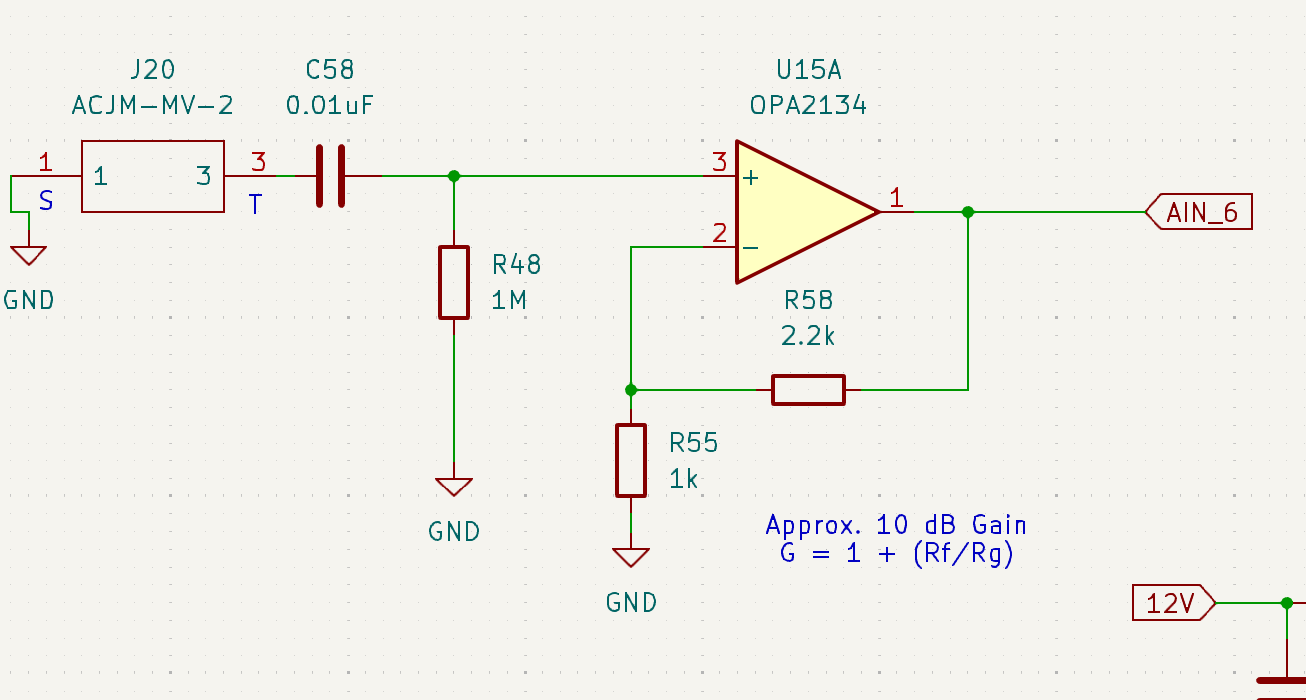 J20
ACJM-MV-2
1
S
1
3
3
T
GND
C58
0.01uF
R48
1M
GND
U15A
OPA2134
3
+
2
−
1
AIN_6
R58
2.2k
R55
1k
GND
Approx. 10 dB Gain
G = 1 + (Rf/Rg)
12V